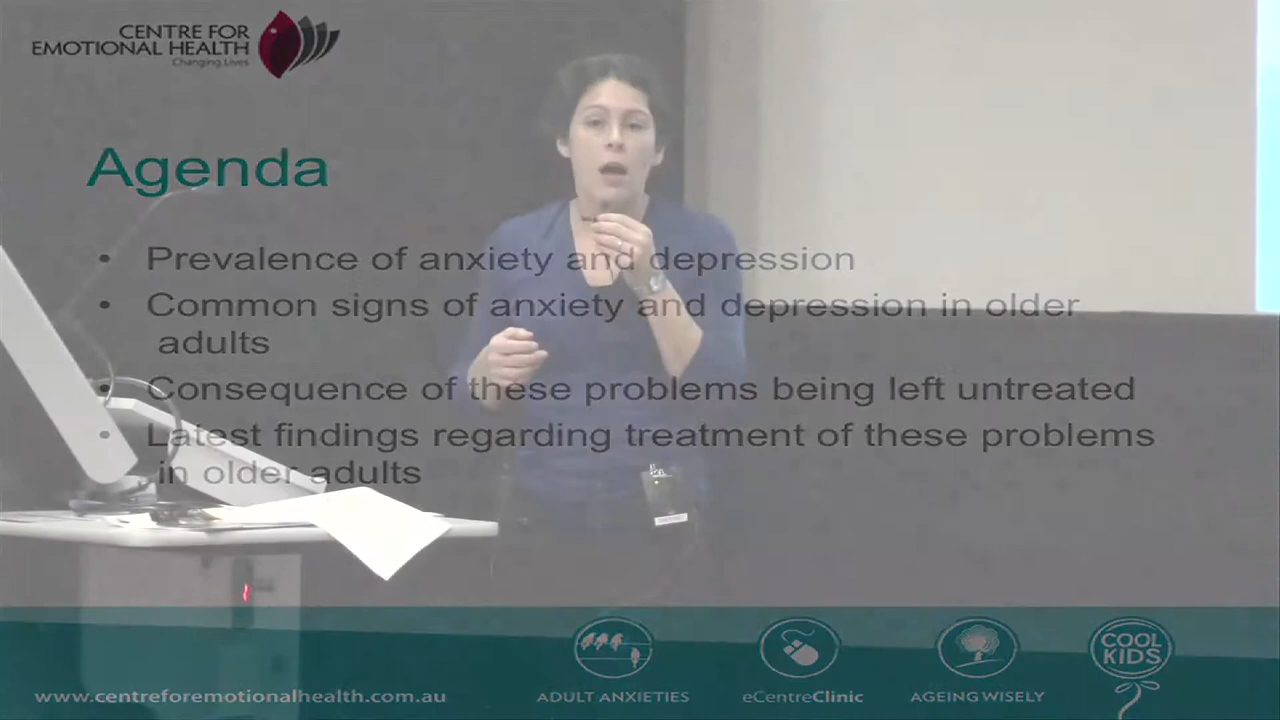 CENTRE FOR
EMOTIONAL HEALTH
Changing Lives
Agenda
• Prevalence of anxiety and depression
• Common signs of anxiety and depression in older
adults
• Consequence of these problems being left untreated
• Latest findings regarding treatment of these problems
in older adults
COOL
KIDS
www.centreforemotionalhealth.com.au
ADULT ANXIETIES
eCentreClinic
AGEING WISELY